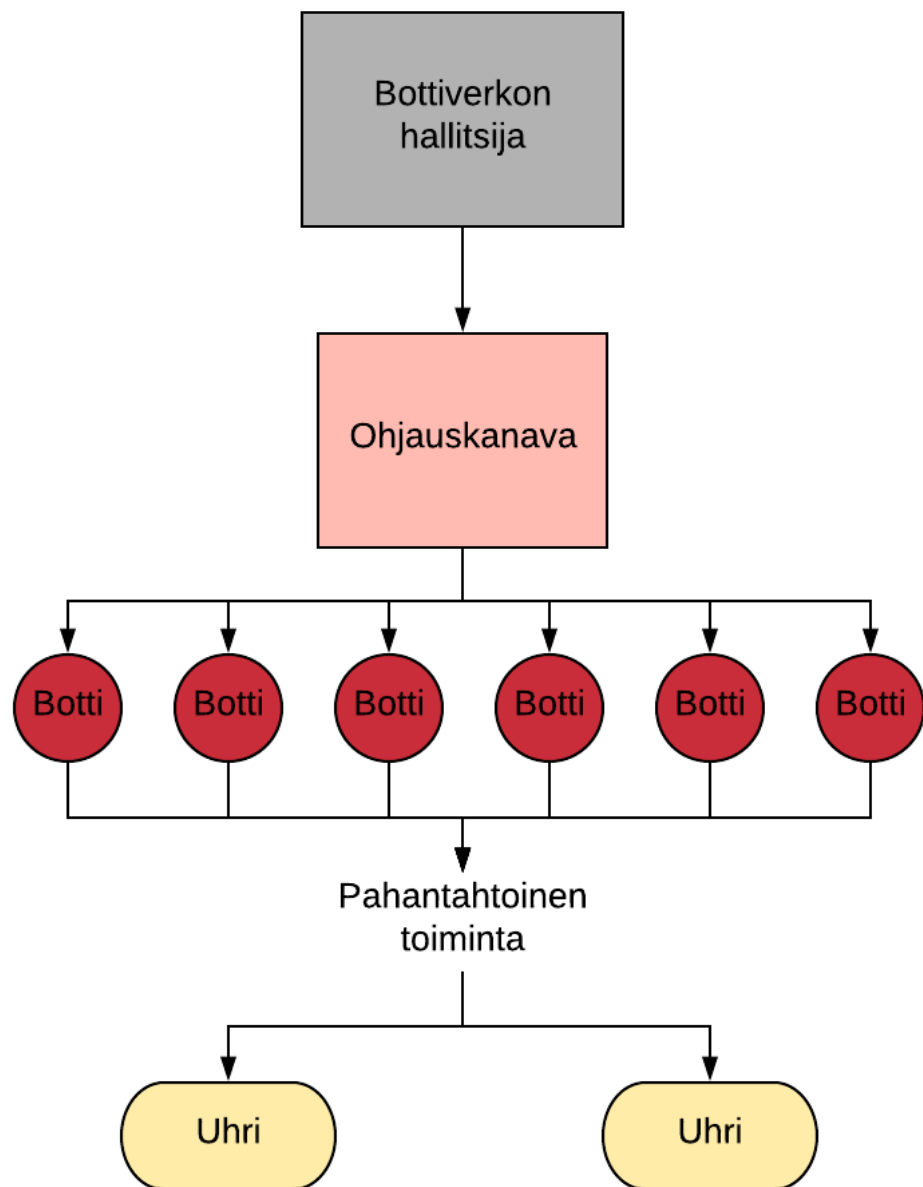 Bottiverkon
hallitsija
Ohjauskanava
Botti Botti Botti Botti Botti Botti
Pahantahtoinen
toiminta
Uhri Uhri